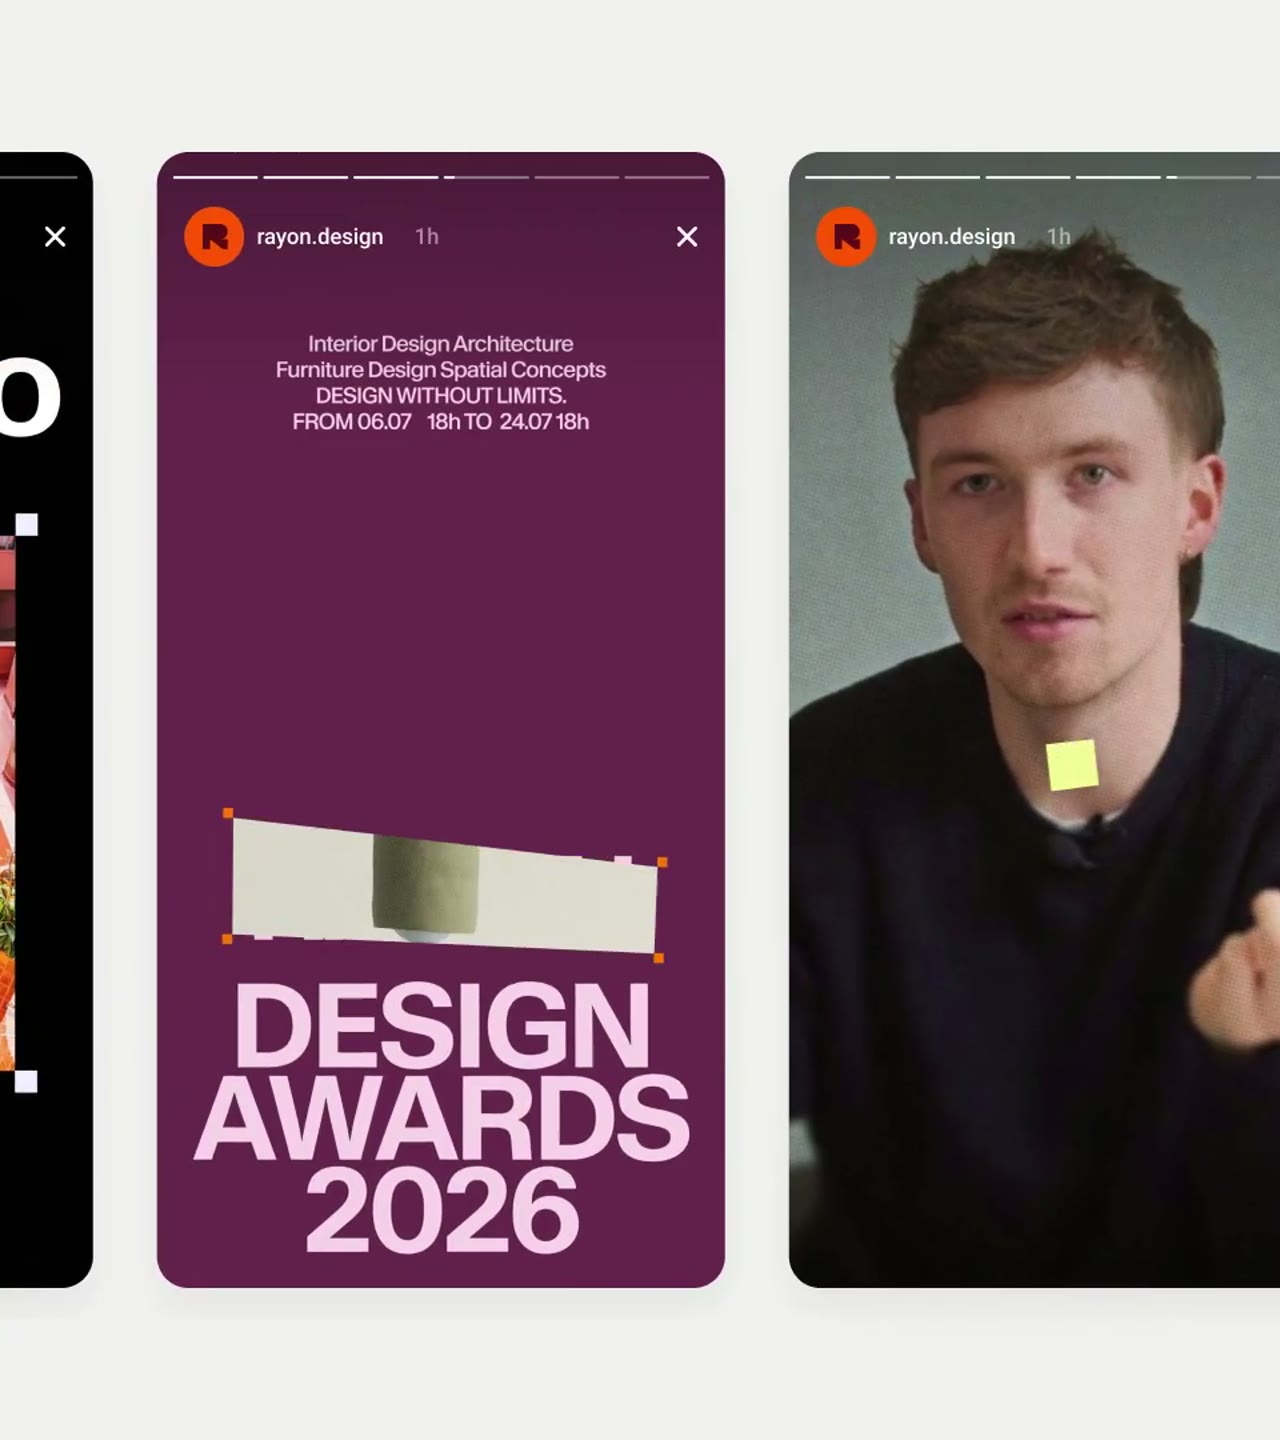 o
rayon.design 1h
Interior Design Architecture
Furniture Design Spatial Concepts
DESIGN WITHOUT LIMITS.
FROM 06.07 18h TO 24.07 18h
DESIGN
AWARDS
2026
rayon.design 1h